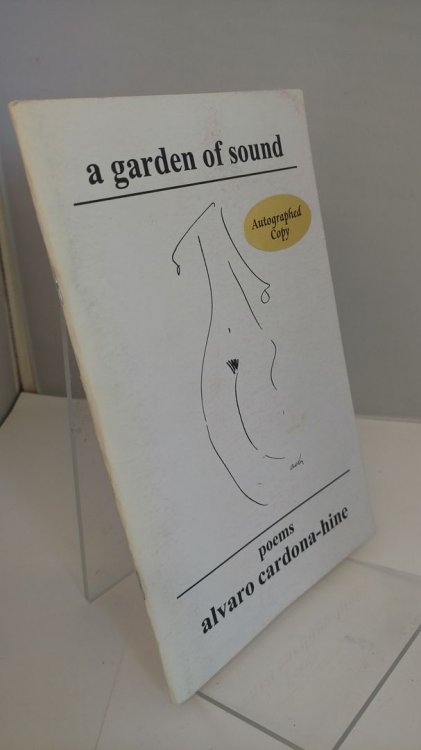 a garden of sound
Autographed
Copy
poems
alvaro cardona-hine